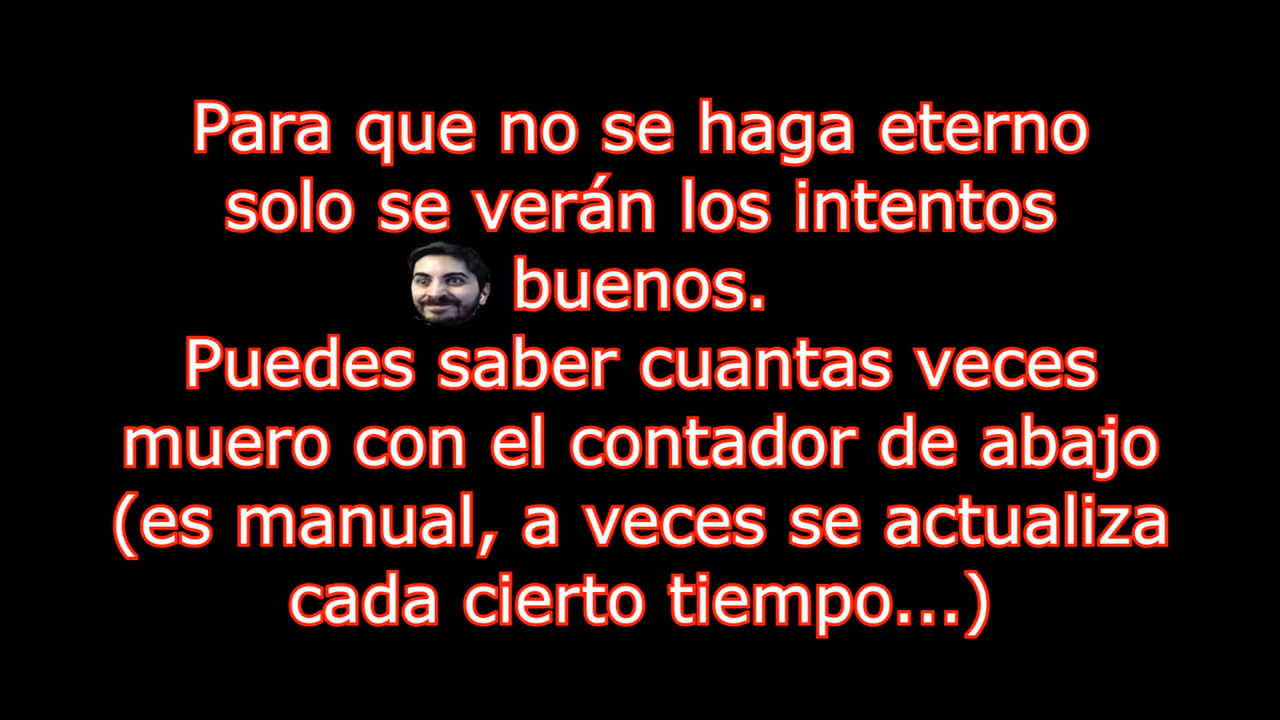 Para que no se haga eterno
solo se verán los intentos
buenos.
Puedes saber cuantas veces
muero con el contador de abajo
(es manual, a veces se actualiza
cada cierto tiempo...)